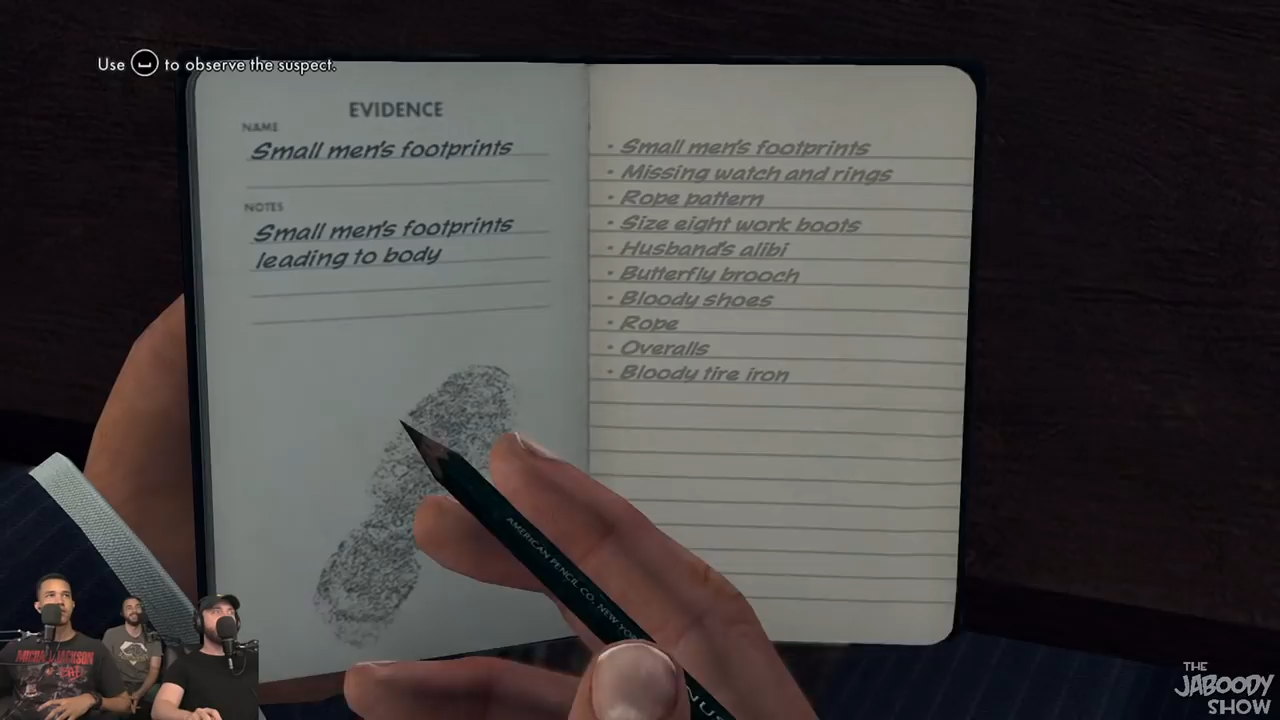 Use to observe the suspect.
EVIDENCE
NAME
Small men's footprints
NOTES
Small men's footprints
leading to body
• Small men's footprints
• Missing watch and rings
• Rope pattern
• Size eight work boots
• Husband's alibi
• Butterfly brooch
• Bloody shoes
• Rope
• Overalls
• Bloody tire iron
AMERICAN PENCIL CO. NEW YORK
MICHAEL JACKSON
THE
JABOODY
SHOW